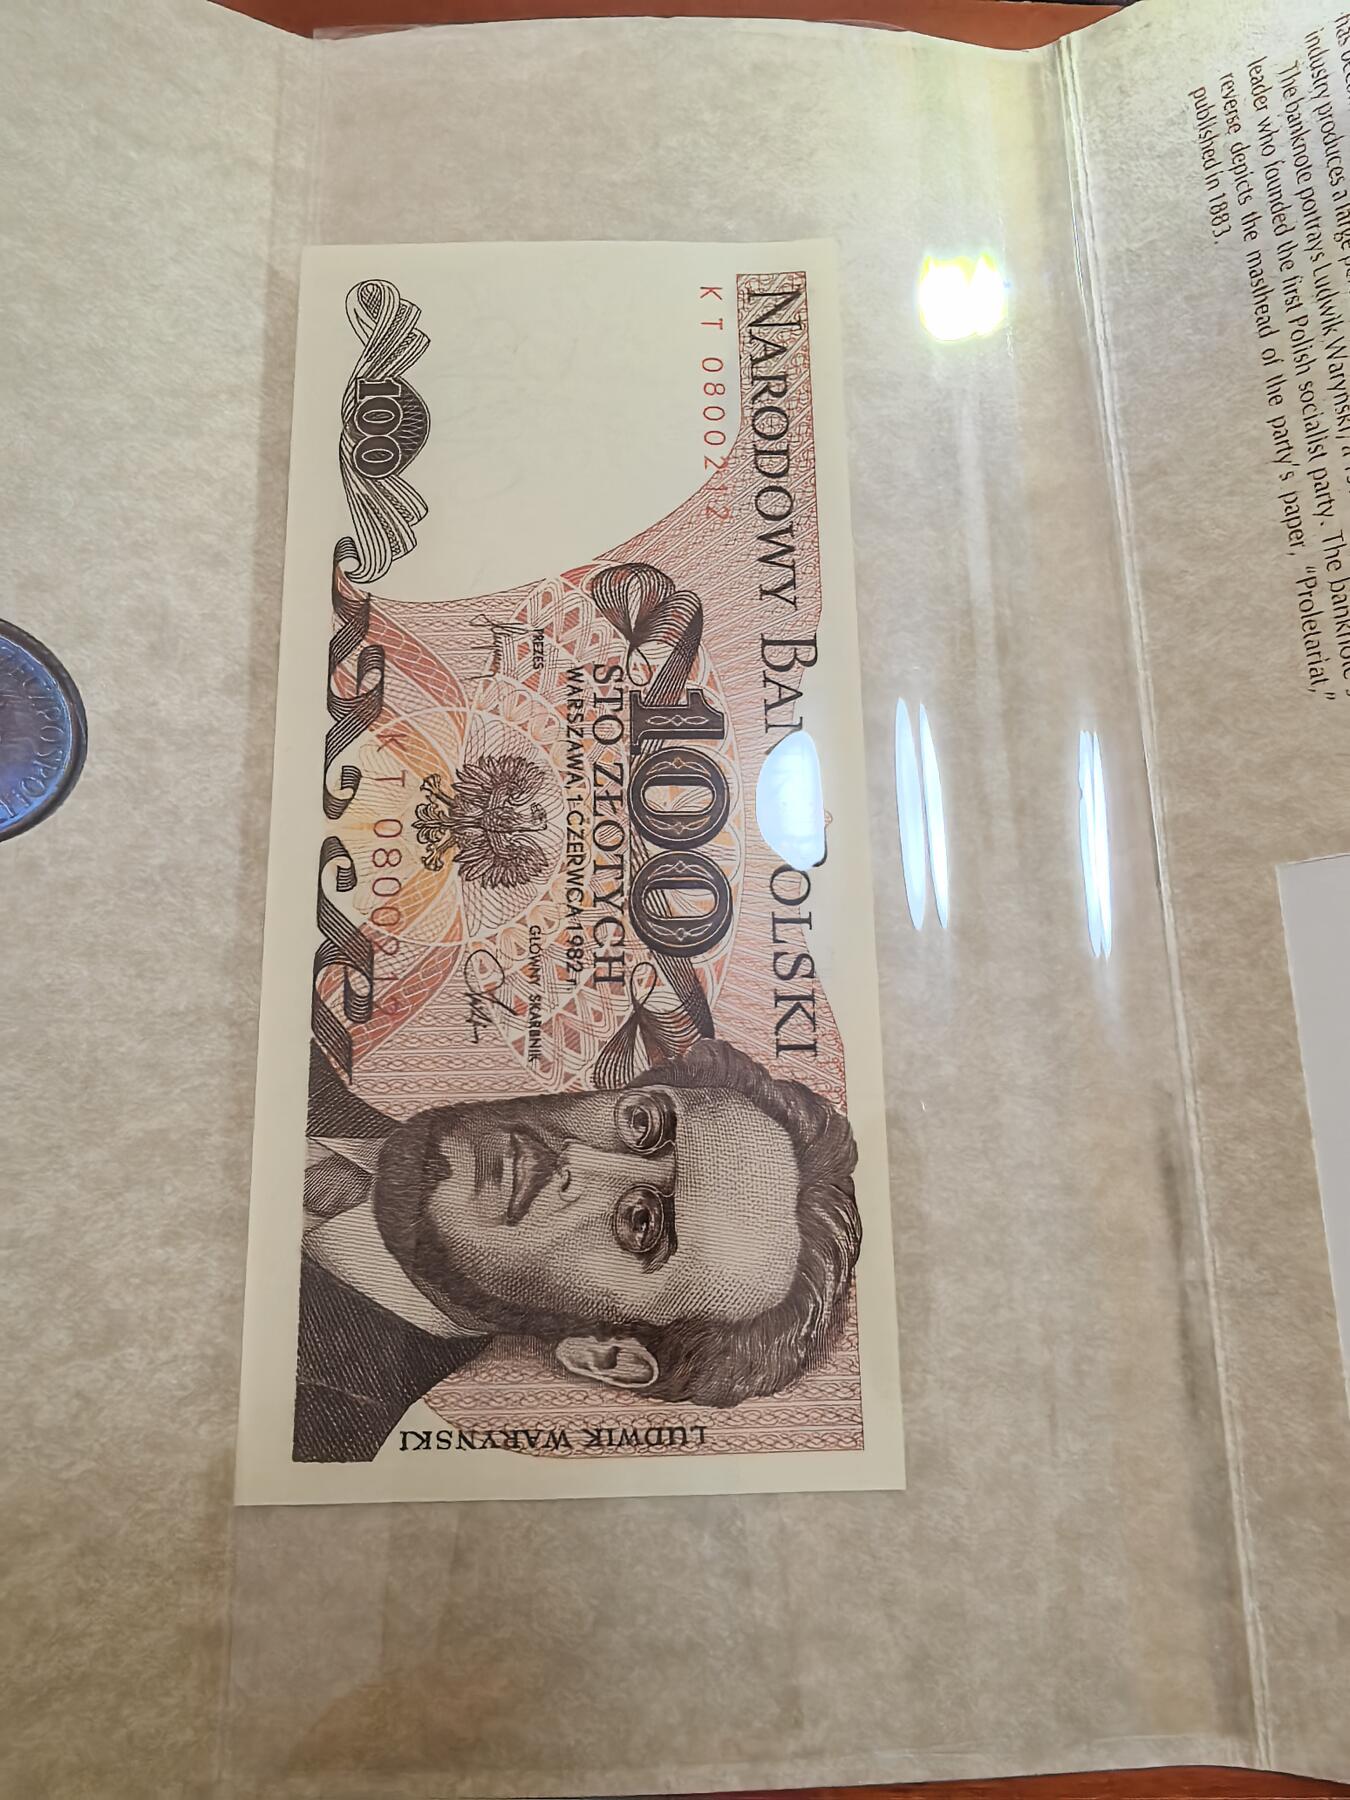 NARODOWY BANK POLSKI
KT 0800212
100
STO ZŁOTYCH
WARSZAWA, 1 CZERWCA 1982 r.
PREZES
GŁÓWNY SKARBNIK
KT 0800212
100
LUDWIK WARYŃSKI
industry produces a large
The banknote portrays Ludwik Waryński, a
leader who founded the first Polish socialist party. The banknote's
reverse depicts the masthead of the party's paper, "Proletariat,"
published in 1883.